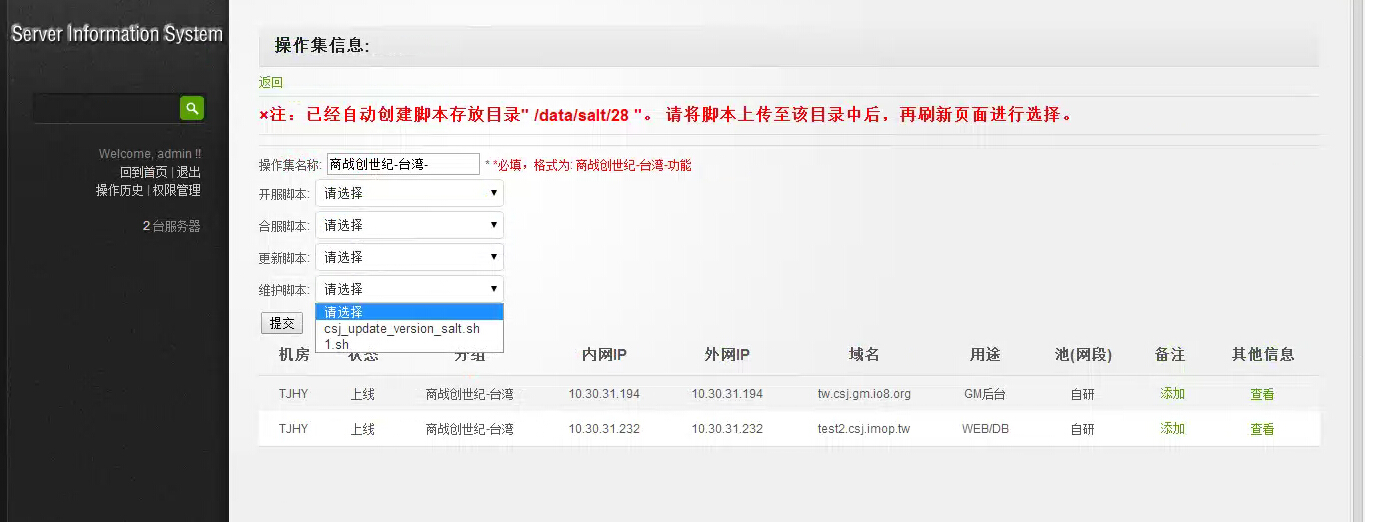 Server Information System
Welcome, admin !!
回到首页 | 退出
操作历史 | 权限管理
2 台服务器
操作集信息:
返回
×注：已经自动创建脚本存放目录" /data/salt/28 "。 请将脚本上传至该目录中后，再刷新页面进行选择。
操作集名称: 商战创世纪-台湾- * *必填，格式为: 商战创世纪-台湾-功能
开服脚本: 请选择
合服脚本: 请选择
更新脚本: 请选择
维护脚本: 请选择
请选择
csj_update_version_salt.sh
1.sh
提交
机房 状态 分组 内网IP 外网IP 域名 用途 池(网段) 备注 其他信息
TJHY 上线 商战创世纪-台湾 10.30.31.194 10.30.31.194 tw.csj.gm.io8.org GM后台 自研 添加 查看
TJHY 上线 商战创世纪-台湾 10.30.31.232 10.30.31.232 test2.csj.imop.tw WEB/DB 自研 添加 查看